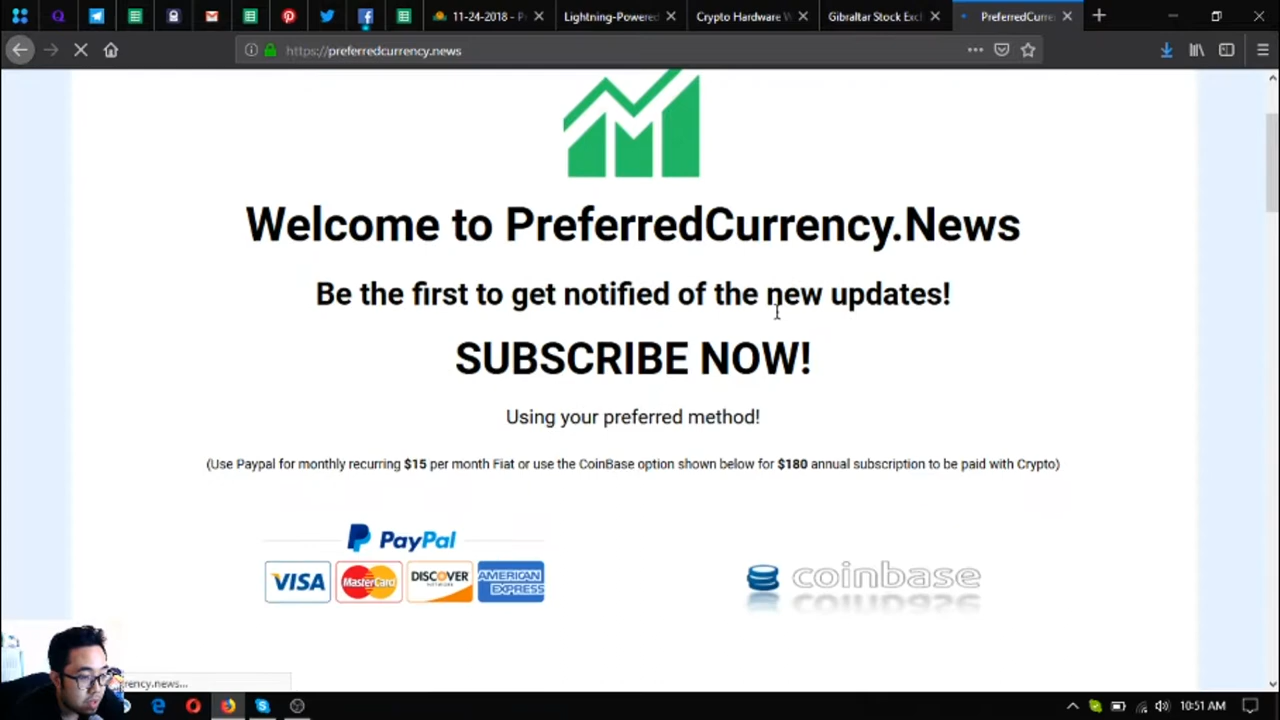 11-24-2018 - P
Lightning-Powered
Crypto Hardware W
Gibraltar Stock Exc
PreferredCurre
https://preferredcurrency.news
Welcome to PreferredCurrency.News
Be the first to get notified of the new updates!
SUBSCRIBE NOW!
Using your preferred method!
(Use Paypal for monthly recurring $15 per month Fiat or use the CoinBase option shown below for $180 annual subscription to be paid with Crypto)
PayPal
VISA MasterCard DISCOVER NETWORK AMERICAN EXPRESS
coinbase
rency.news...
10:51 AM